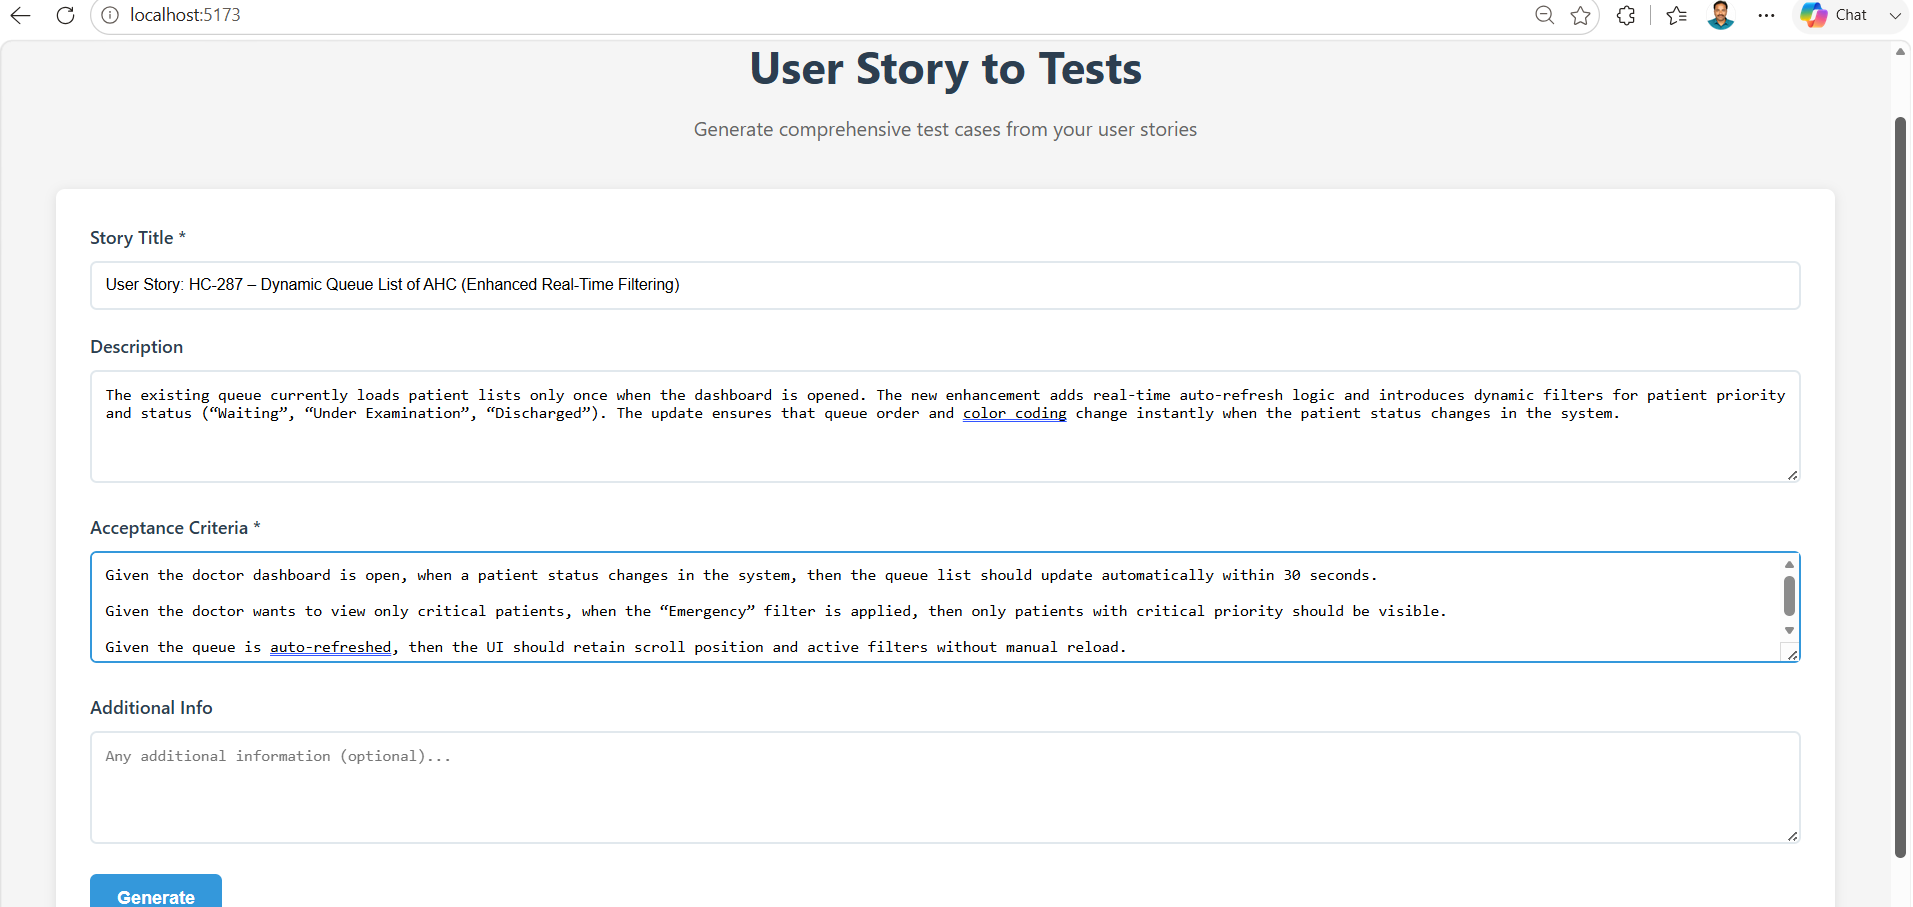 localhost:5173
Chat
User Story to Tests
Generate comprehensive test cases from your user stories
Story Title *
User Story: HC-287 – Dynamic Queue List of AHC (Enhanced Real-Time Filtering)
Description
The existing queue currently loads patient lists only once when the dashboard is opened. The new enhancement adds real-time auto-refresh logic and introduces dynamic filters for patient priority
and status (“Waiting”, “Under Examination”, “Discharged”). The update ensures that queue order and color coding change instantly when the patient status changes in the system.
Acceptance Criteria *
Given the doctor dashboard is open, when a patient status changes in the system, then the queue list should update automatically within 30 seconds.
Given the doctor wants to view only critical patients, when the “Emergency” filter is applied, then only patients with critical priority should be visible.
Given the queue is auto-refreshed, then the UI should retain scroll position and active filters without manual reload.
Additional Info
Any additional information (optional)...
Generate